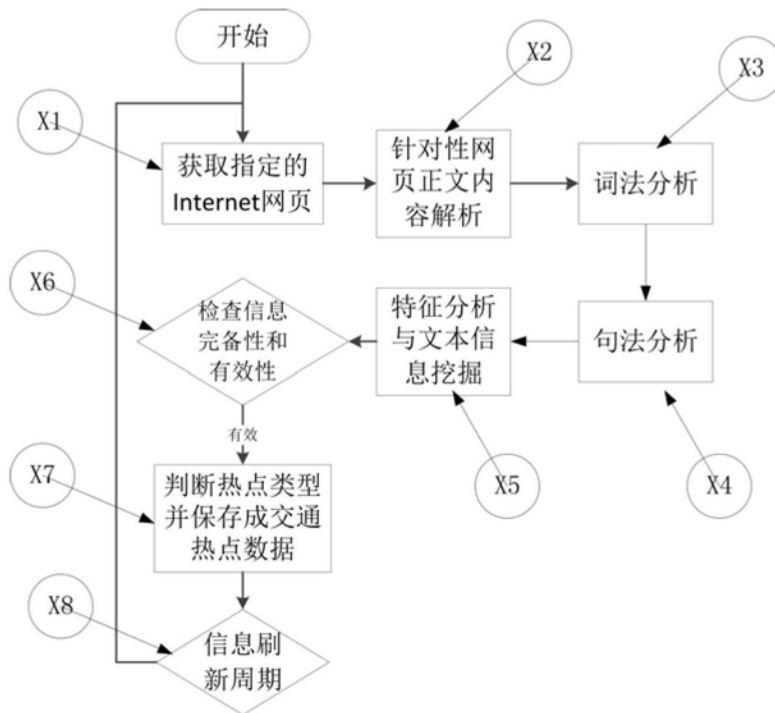 开始
X1
获取指定的
Internet网页
X2
针对性网
页正文内
容解析
X3
词法分析
X6
检查信息
完备性和
有效性
特征分析
与文本信
息挖掘
句法分析
有效
X7
判断热点类型
并保存成交通
热点数据
X5
X4
X8
信息刷
新周期